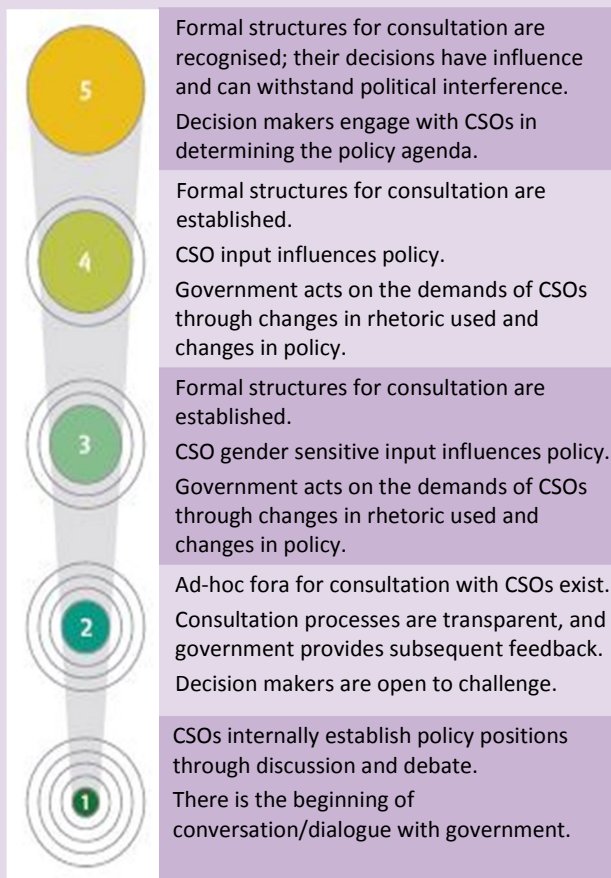 5
Formal structures for consultation are
recognised; their decisions have influence
and can withstand political interference.
Decision makers engage with CSOs in
determining the policy agenda.
4
Formal structures for consultation are
established.
CSO input influences policy.
Government acts on the demands of CSOs
through changes in rhetoric used and
changes in policy.
3
Formal structures for consultation are
established.
CSO gender sensitive input influences policy.
Government acts on the demands of CSOs
through changes in rhetoric used and
changes in policy.
2
Ad-hoc fora for consultation with CSOs exist.
Consultation processes are transparent, and
government provides subsequent feedback.
Decision makers are open to challenge.
1
CSOs internally establish policy positions
through discussion and debate.
There is the beginning of
conversation/dialogue with government.